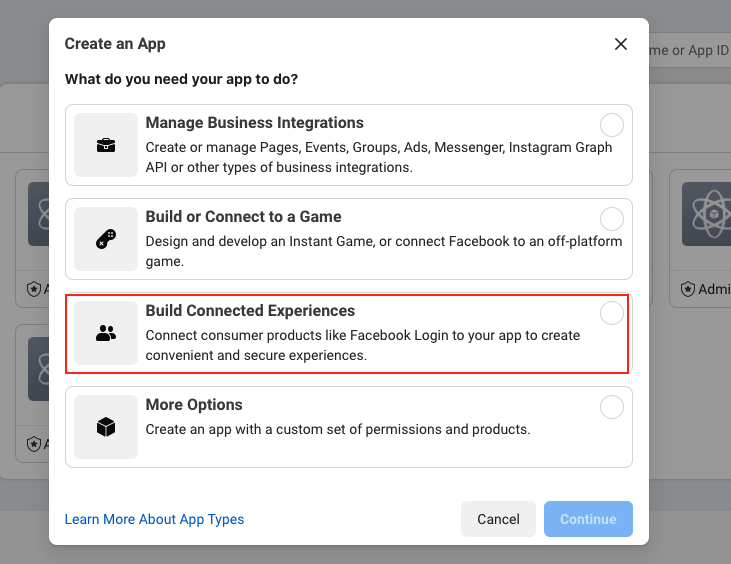 Create an App
me or App ID
What do you need your app to do?
Manage Business Integrations
Create or manage Pages, Events, Groups, Ads, Messenger, Instagram Graph
API or other types of business integrations.
Build or Connect to a Game
Design and develop an Instant Game, or connect Facebook to an off-platform
game.
Admi
Build Connected Experiences
Connect consumer products like Facebook Login to your app to create
convenient and secure experiences.
More Options
Create an app with a custom set of permissions and products.
Learn More About App Types
Cancel
Continue